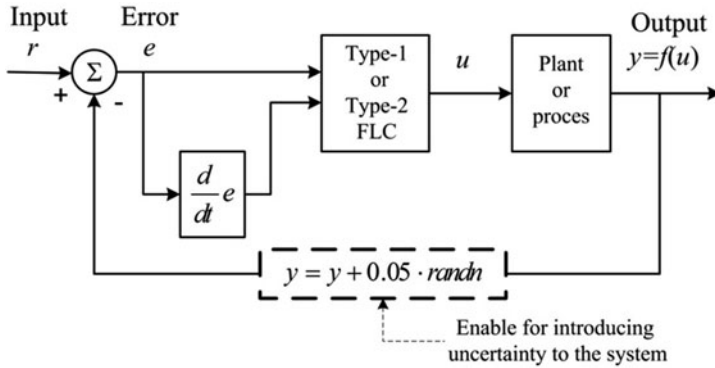 Input
r
Error
e
Output
y=f(u)
+
Σ
-
Type-1
or
Type-2
FLC
u
Plant
or
proces
d
dt
e
y = y + 0.05 · randn
Enable for introducing
uncertainty to the system